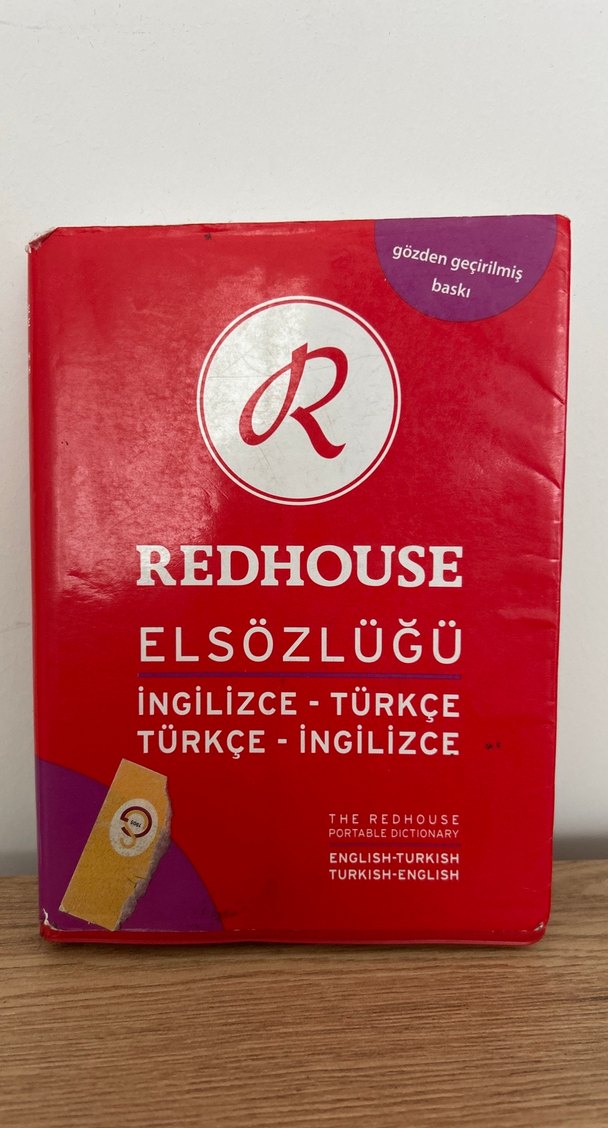 gözden geçirilmiş
baskı
R
REDHOUSE
ELSÖZLÜĞÜ
İNGİLİZCE - TÜRKÇE
TÜRKÇE - İNGİLİZCE
THE REDHOUSE
PORTABLE DICTIONARY
ENGLISH-TURKISH
TURKISH-ENGLISH